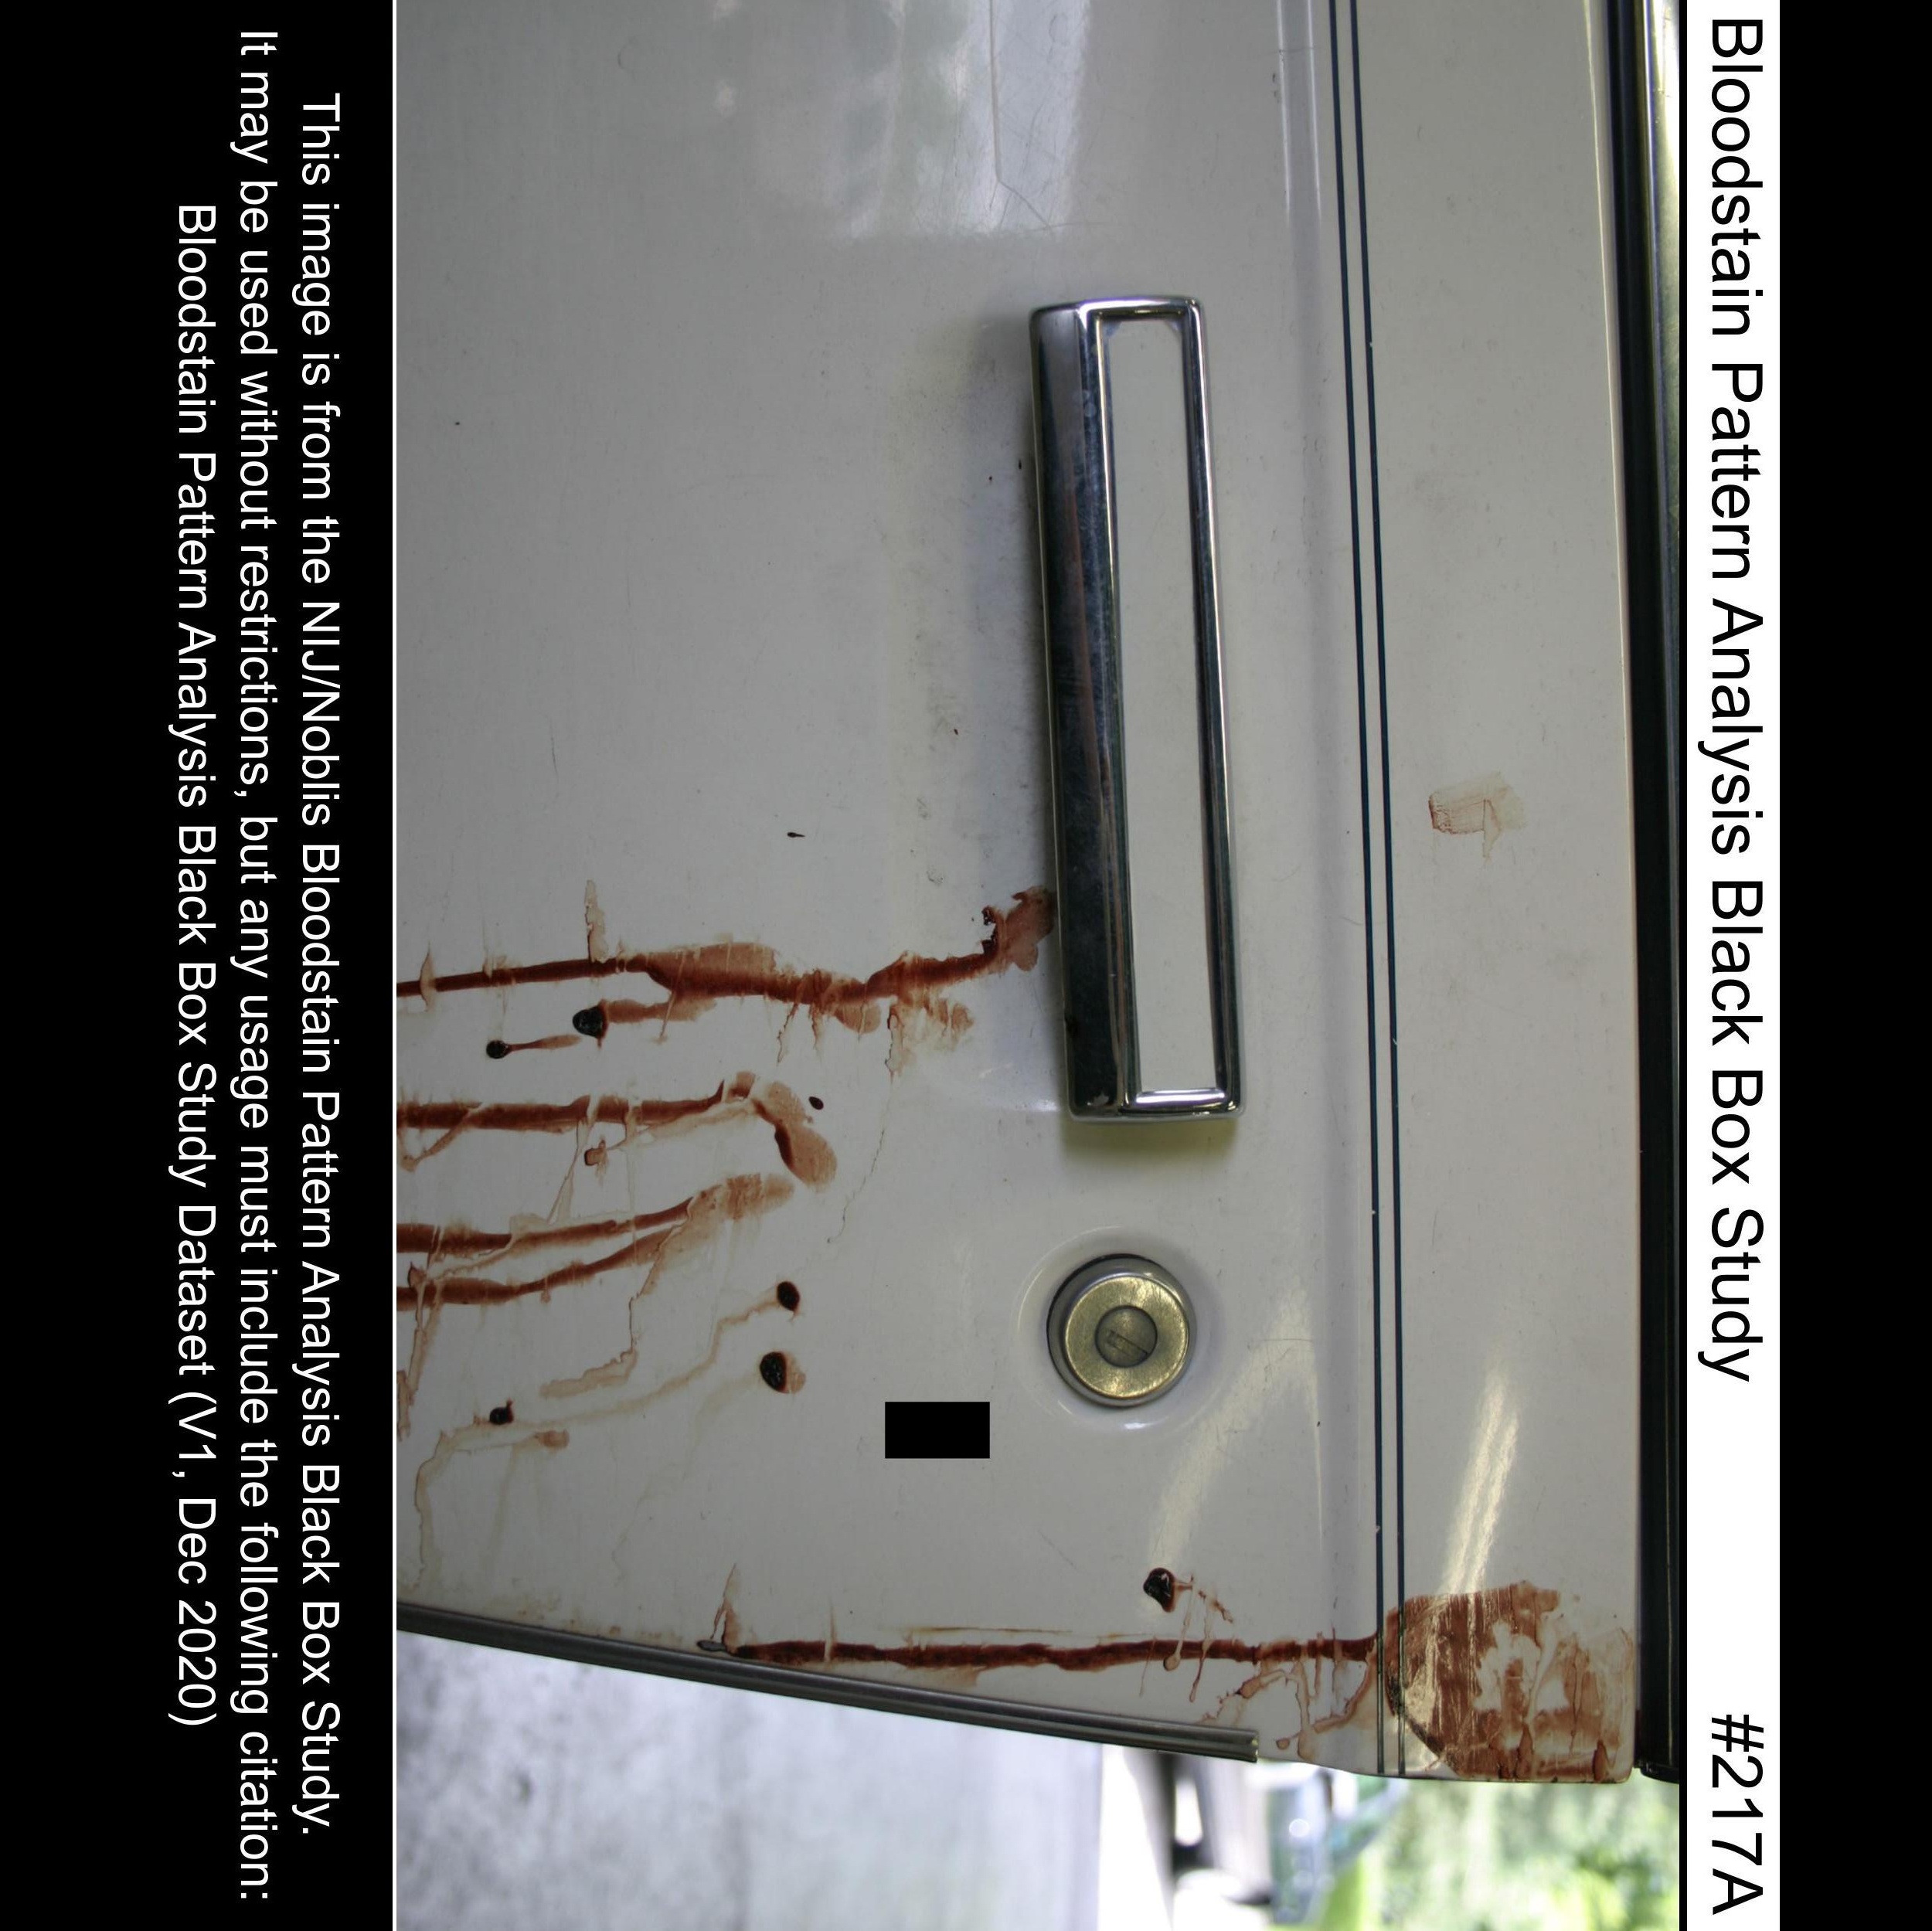 Bloodstain Pattern Analysis Black Box Study #217A
This image is from the NIJ/Noblis Bloodstain Pattern Analysis Black Box Study.
It may be used without restrictions, but any usage must include the following citation:
Bloodstain Pattern Analysis Black Box Study Dataset (V1, Dec 2020)